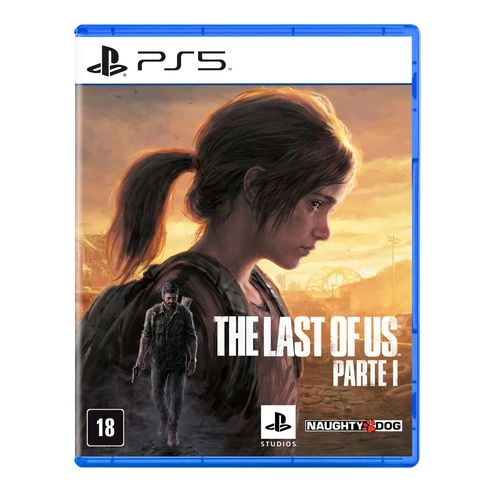 PS5
THE LAST OF US
PARTE I
18
STUDIOS
NAUGHTY DOG